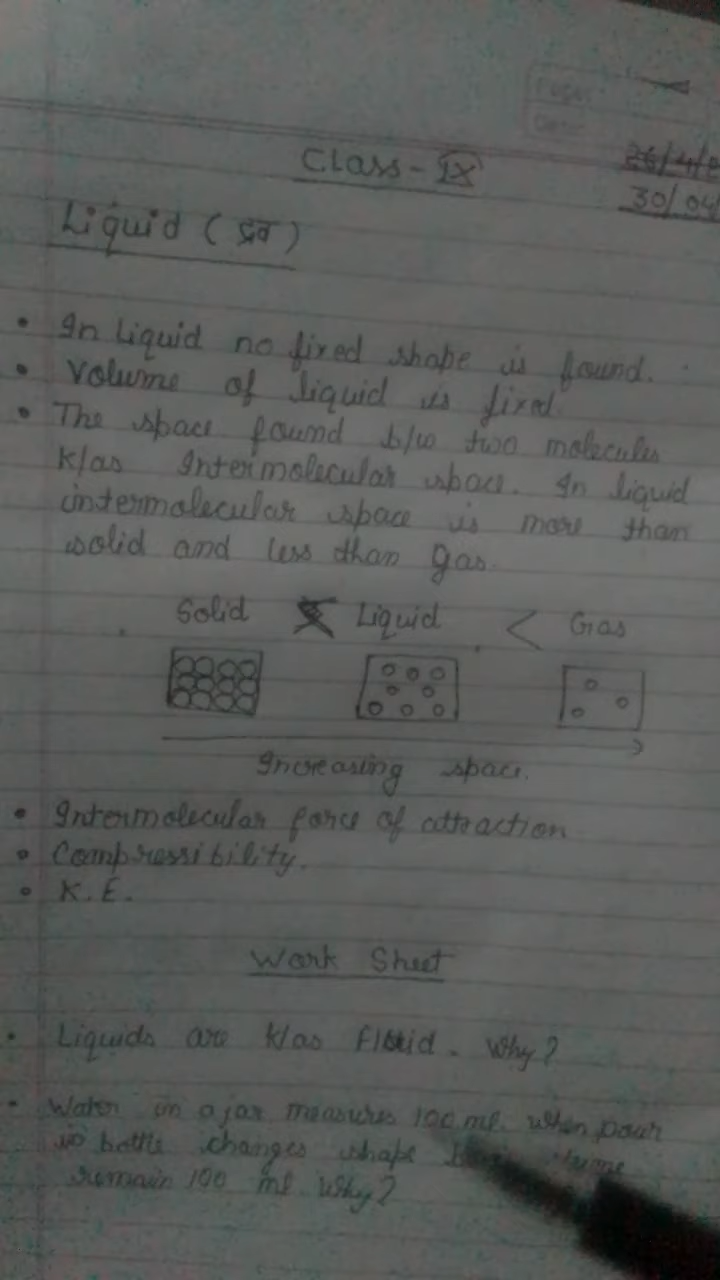 Page:
Date:
Class - IX
30/04
Liquid (द्रव)
• In Liquid no fixed shape is found.
• Volume of liquid is fixed.
• The space found b/w two molecules
k/as Intermolecular space. In liquid
intermolecular space is more than
solid and less than gas.
Solid Liquid < Gas
Increasing space.
• Intermolecular force of attraction
• Compressibility.
• K.E.
Work Sheet
• Liquids are k/as fluid. Why?
• Water in a jar measures 100 ml. when pour
in bottle changes shape
remain 100 ml Why?